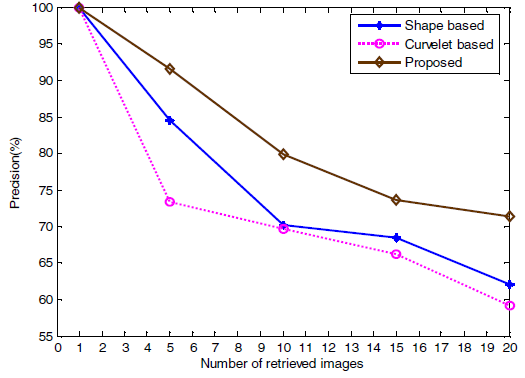 Precision(%)
100
95
90
85
80
75
70
65
60
55
Shape based
Curvelet based
Proposed
0 1 2 3 4 5 6 7 8 9 10 11 12 13 14 15 16 17 18 19 20
Number of retrieved images